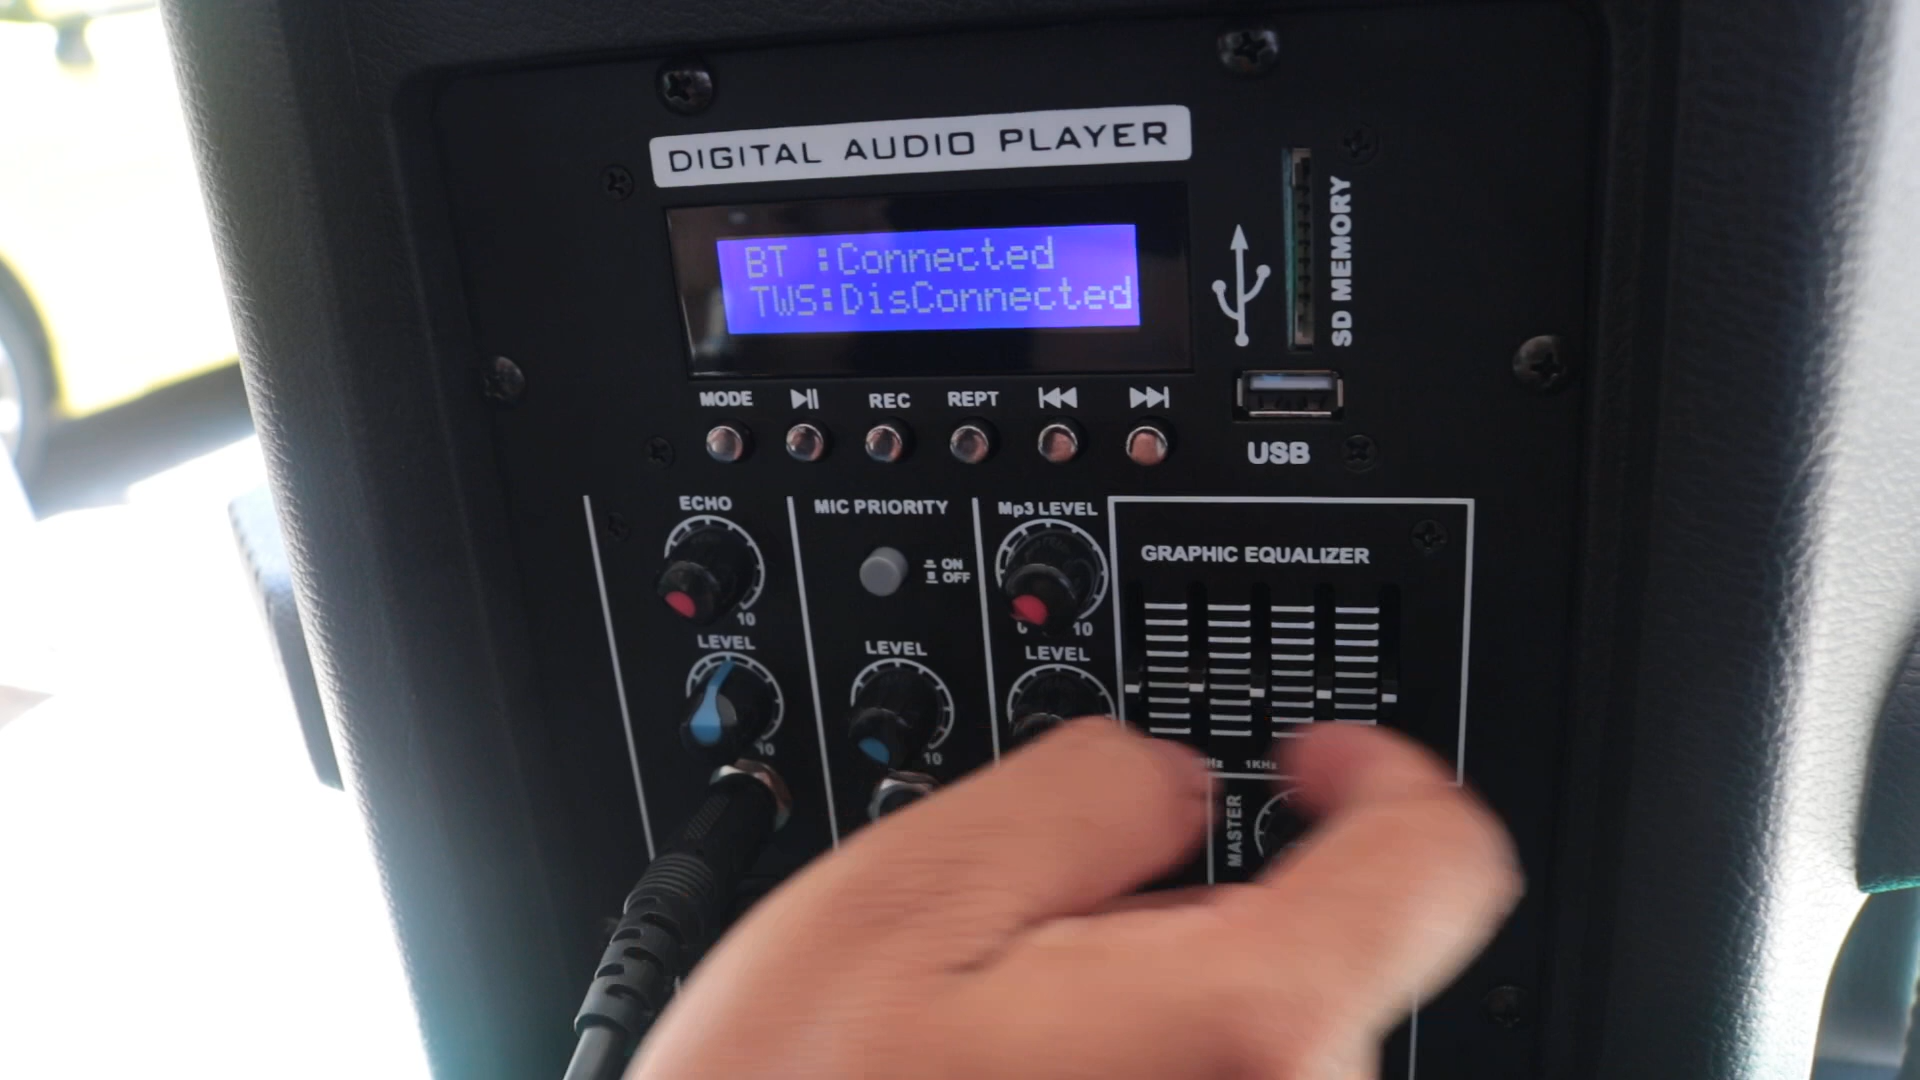 DIGITAL AUDIO PLAYER
BT :Connected
TWS:DisConnected
SD MEMORY
MODE
REC
REPT
USB
ECHO
10
LEVEL
10
MIC PRIORITY
ON
OFF
LEVEL
10
Mp3 LEVEL
0
10
LEVEL
GRAPHIC EQUALIZER
1KHz
MASTER